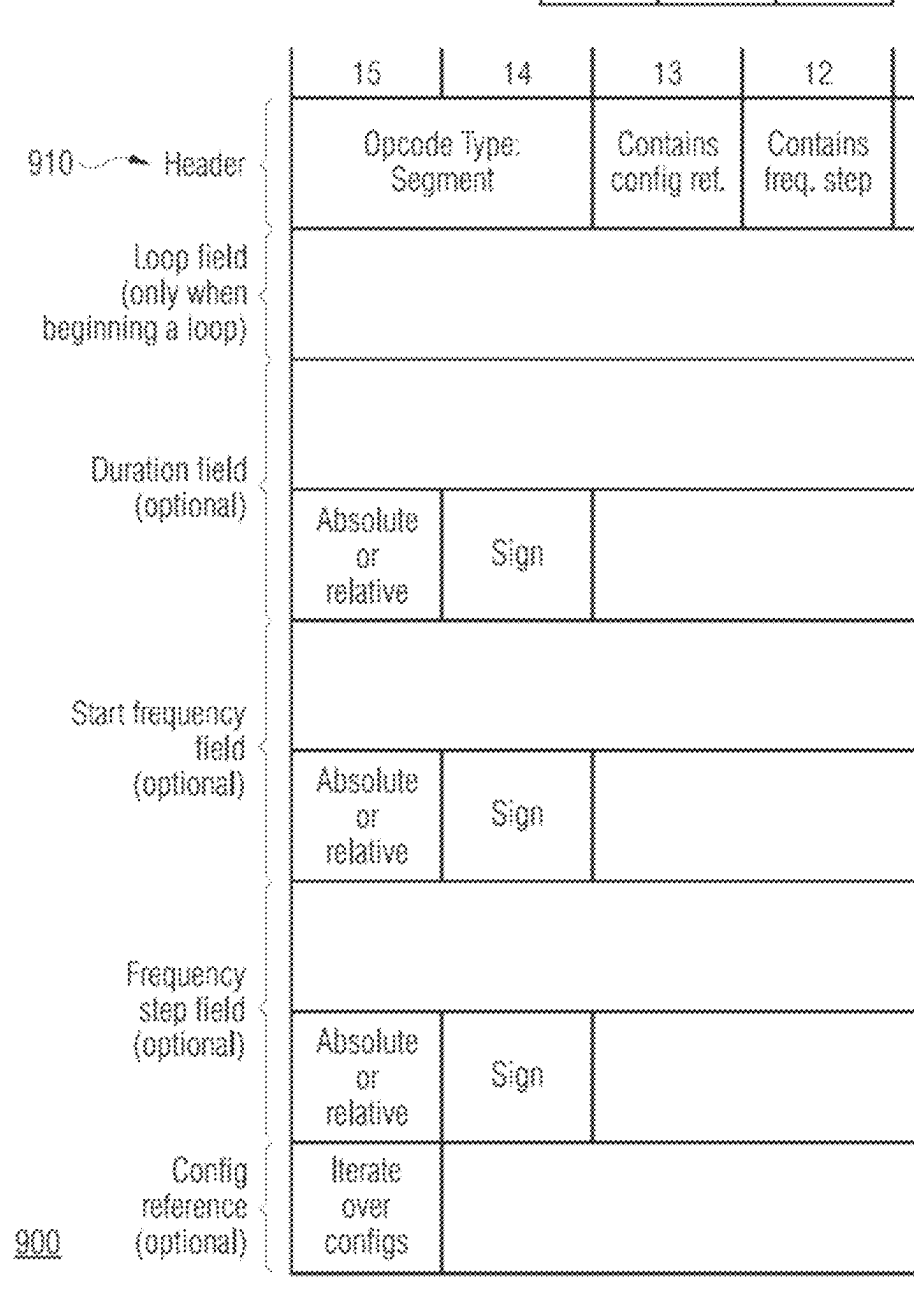 15 14 13 12
910 Header Opcode Type: Contains Contains
Segment config ref. freq. step
Loop field
(only when
beginning a loop)
Duration field
(optional)
Absolute
or Sign
relative
Start frequency
field
(optional)
Absolute
or Sign
relative
Frequency
step field
(optional)
Absolute
or Sign
relative
Config Iterate
reference over
900 (optional) configs